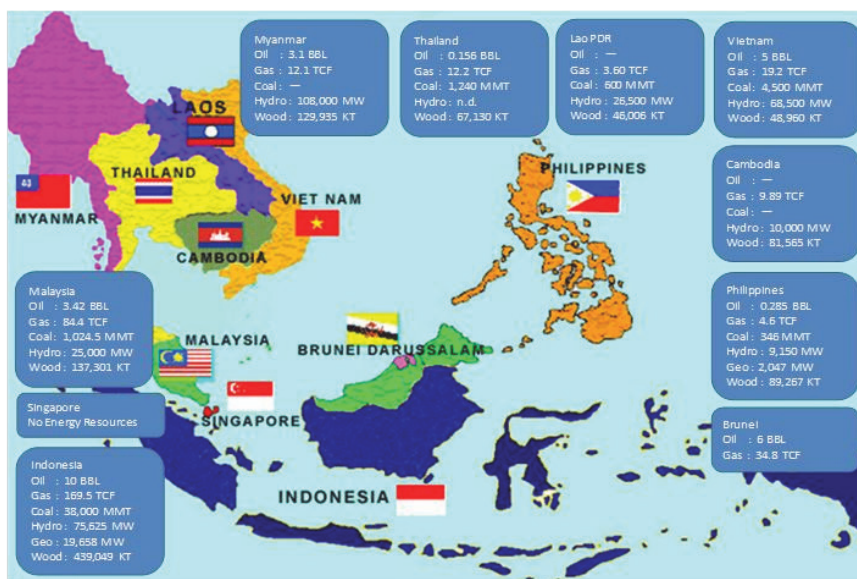 Myanmar
Oil : 3.1 BBL
Gas : 12.1 TCF
Coal : —
Hydro : 108,000 MW
Wood : 129,935 KT
Thailand
Oil : 0.156 BBL
Gas : 12.2 TCF
Coal : 1,240 MMT
Hydro : n.d.
Wood : 67,130 KT
Lao PDR
Oil : —
Gas : 3.60 TCF
Coal : 600 MMT
Hydro : 26,500 MW
Wood : 46,006 KT
Vietnam
Oil : 5 BBL
Gas : 19.2 TCF
Coal : 4,500 MMT
Hydro : 68,500 MW
Wood : 48,960 KT
LAOS
THAILAND
MYANMAR
VIET NAM
CAMBODIA
PHILIPPINES
Cambodia
Oil : —
Gas : 9.89 TCF
Coal : —
Hydro : 10,000 MW
Wood : 81,565 KT
Malaysia
Oil : 3.42 BBL
Gas : 84.4 TCF
Coal : 1,024.5 MMT
Hydro : 25,000 MW
Wood : 137,301 KT
MALAYSIA
BRUNEI DARUSSALAM
Philippines
Oil : 0.285 BBL
Gas : 4.6 TCF
Coal : 346 MMT
Hydro : 9,150 MW
Geo : 2,047 MW
Wood : 89,267 KT
Singapore
No Energy Resources
SINGAPORE
Brunei
Oil : 6 BBL
Gas : 34.8 TCF
Indonesia
Oil : 10 BBL
Gas : 169.5 TCF
Coal : 38,000 MMT
Hydro : 75,625 MW
Geo : 19,658 MW
Wood : 439,049 KT
INDONESIA